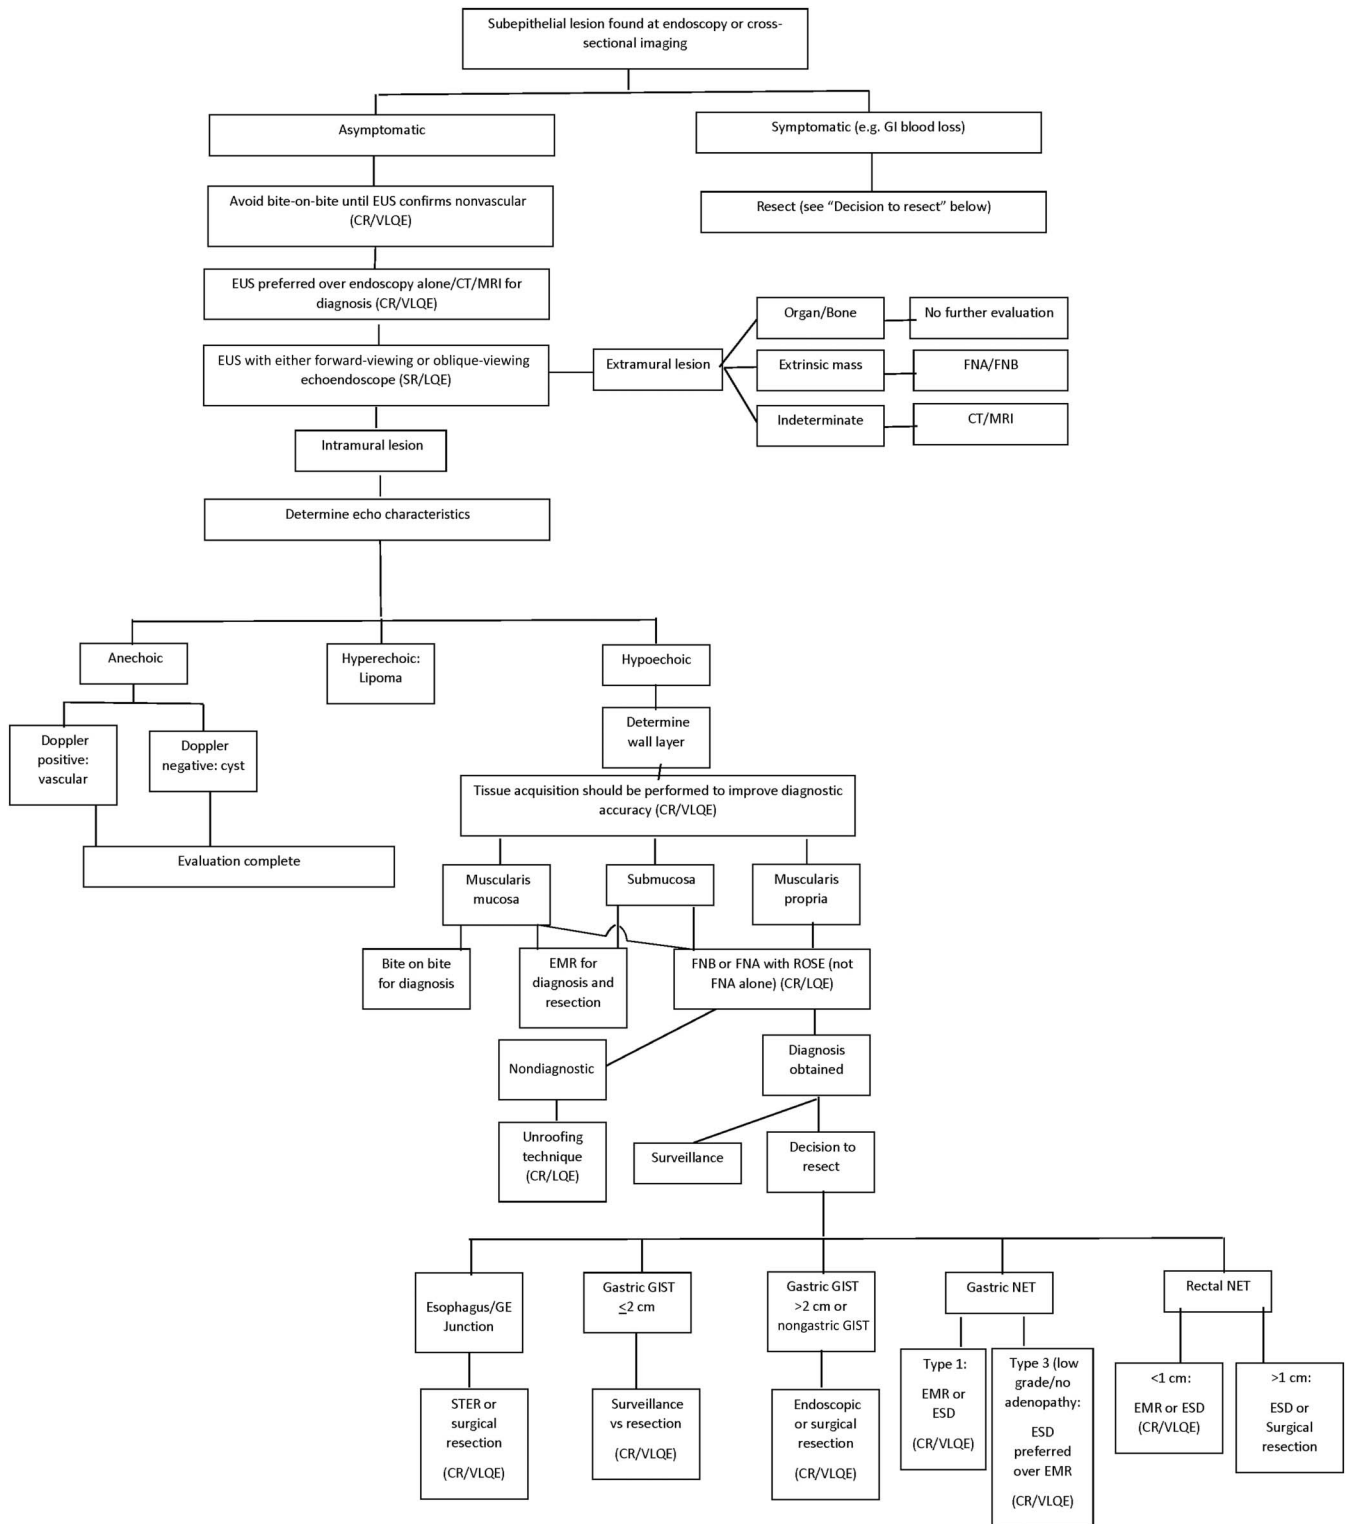 Subepithelial lesion found at endoscopy or cross-
sectional imaging
Asymptomatic
Symptomatic (e.g. GI blood loss)
Avoid bite-on-bite until EUS confirms nonvascular
(CR/VLQE)
Resect (see “Decision to resect” below)
EUS preferred over endoscopy alone/CT/MRI for
diagnosis (CR/VLQE)
EUS with either forward-viewing or oblique-viewing
echoendoscope (SR/LQE)
Extramural lesion
Organ/Bone
No further evaluation
Extrinsic mass
FNA/FNB
Indeterminate
CT/MRI
Intramural lesion
Determine echo characteristics
Anechoic
Hyperechoic:
Lipoma
Hypoechoic
Doppler
positive:
vascular
Doppler
negative: cyst
Evaluation complete
Determine
wall layer
Tissue acquisition should be performed to improve diagnostic
accuracy (CR/VLQE)
Muscularis
mucosa
Submucosa
Muscularis
propria
Bite on bite
for diagnosis
EMR for
diagnosis and
resection
FNB or FNA with ROSE (not
FNA alone) (CR/LQE)
Nondiagnostic
Diagnosis
obtained
Unroofing
technique
(CR/LQE)
Surveillance
Decision to
resect
Esophagus/GE
Junction
Gastric GIST
≤2 cm
Gastric GIST
>2 cm or
nongastric GIST
Gastric NET
Rectal NET
STER or
surgical
resection
(CR/VLQE)
Surveillance
vs resection
(CR/VLQE)
Endoscopic
or surgical
resection
(CR/VLQE)
Type 1:
EMR or
ESD
(CR/VLQE)
Type 3 (low
grade/no
adenopathy:
ESD
preferred
over EMR
(CR/VLQE)
<1 cm:
EMR or ESD
(CR/VLQE)
>1 cm:
ESD or
Surgical
resection